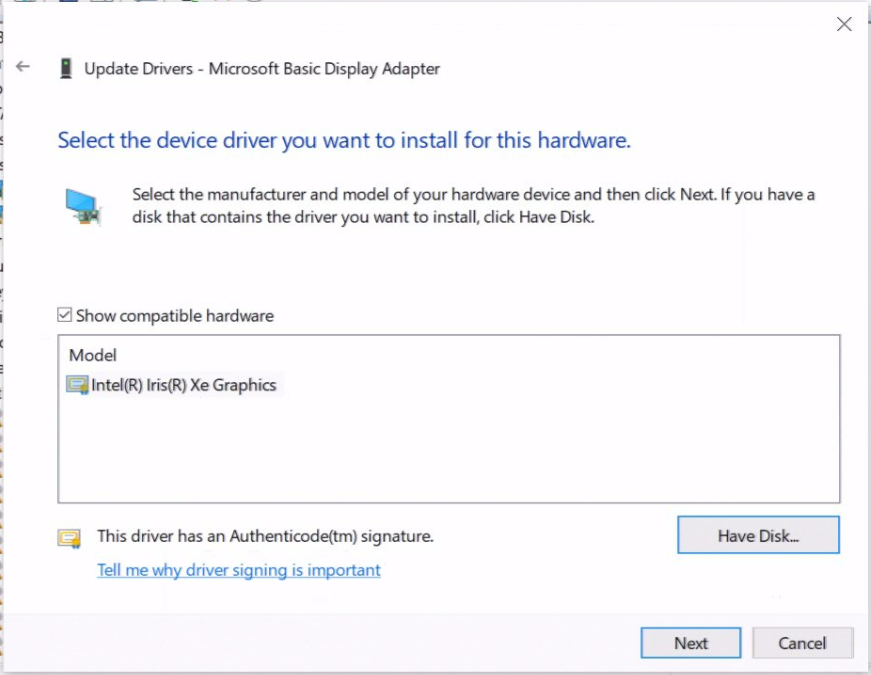 Update Drivers - Microsoft Basic Display Adapter
Select the device driver you want to install for this hardware.
Select the manufacturer and model of your hardware device and then click Next. If you have a
disk that contains the driver you want to install, click Have Disk.
Show compatible hardware
Model
Intel(R) Iris(R) Xe Graphics
This driver has an Authenticode(tm) signature.
Have Disk...
Tell me why driver signing is important
Next
Cancel